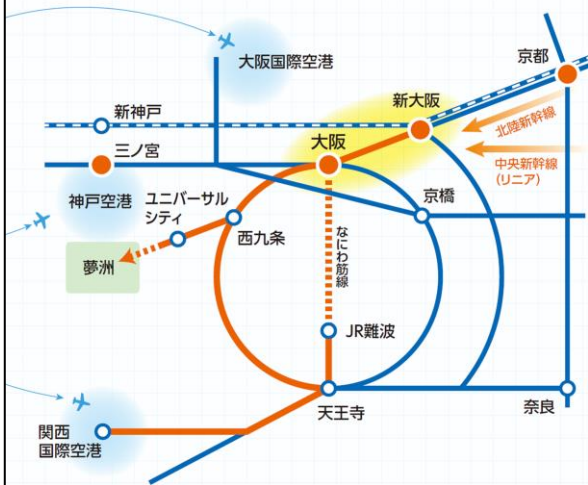 大阪国際空港
京都
新神戸
新大阪
北陸新幹線
三ノ宮
大阪
中央新幹線
(リニア)
神戸空港
ユニバーサル
シティ
京橋
西九条
なにわ筋線
夢洲
JR難波
天王寺
奈良
関西
国際空港